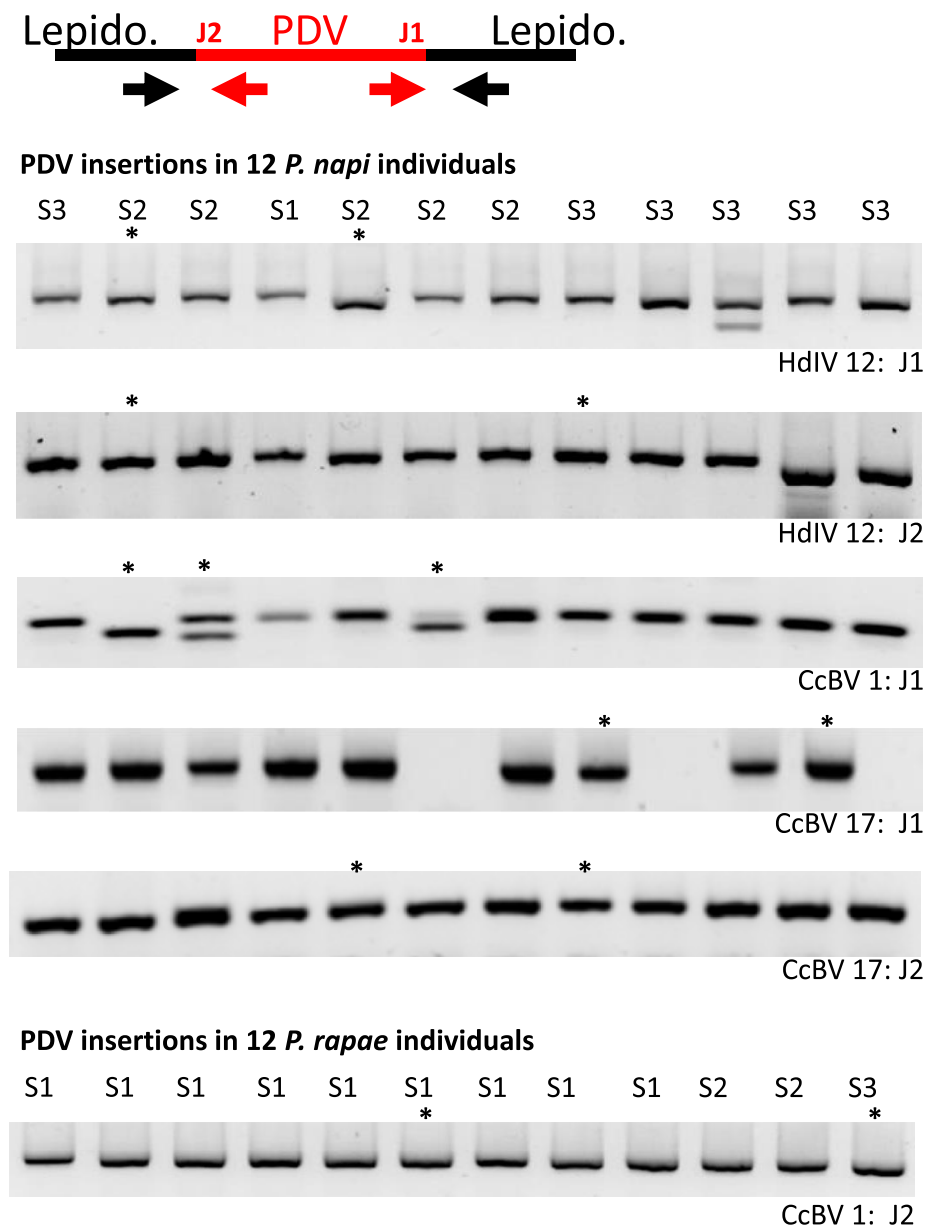 Lepido. J2 PDV J1 Lepido.
PDV insertions in 12 P. napi individuals
S3 S2 S2 S1 S2 S2 S2 S3 S3 S3 S3 S3
* *
HdIV 12: J1
* *
HdIV 12: J2
* * *
CcBV 1: J1
* *
CcBV 17: J1
* *
CcBV 17: J2
PDV insertions in 12 P. rapae individuals
S1 S1 S1 S1 S1 S1 S1 S1 S1 S2 S2 S3
* *
CcBV 1: J2